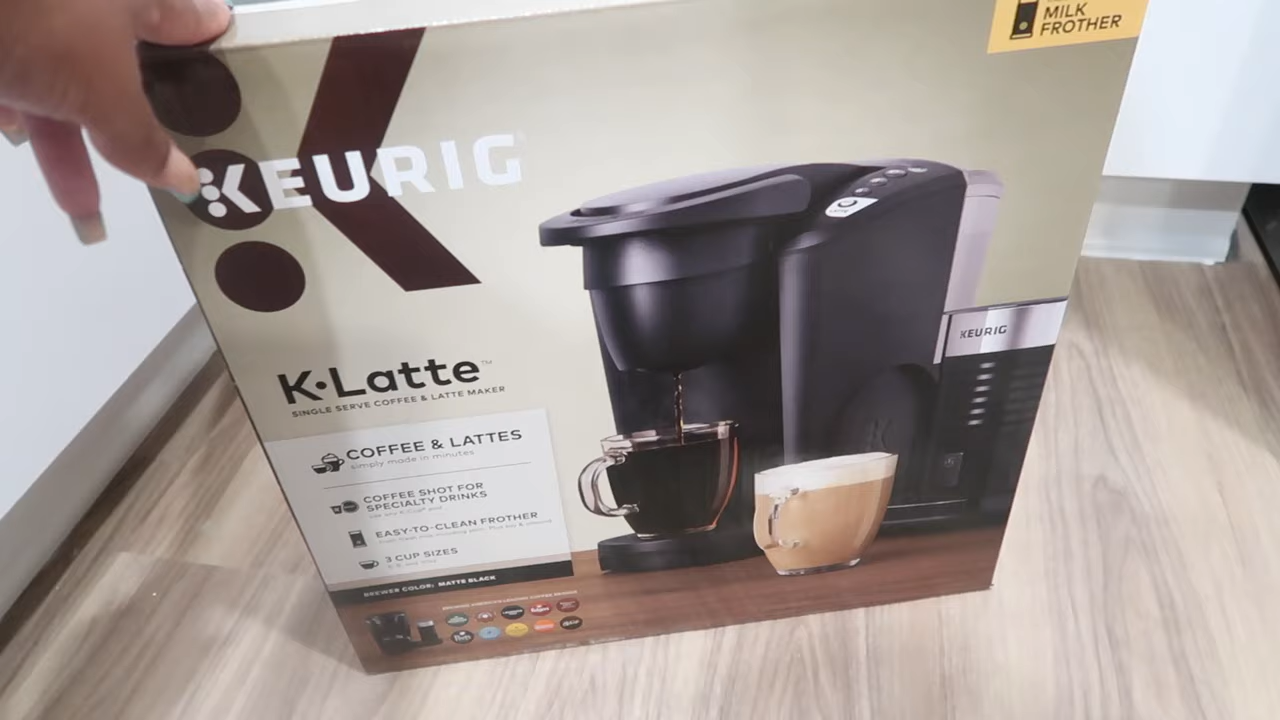 MILK
FROTHER
KEURIG
LATTE
KEURIG
K•Latte™
SINGLE SERVE COFFEE & LATTE MAKER
COFFEE & LATTES
simply made in minutes
COFFEE SHOT FOR
SPECIALTY DRINKS
EASY-TO-CLEAN FROTHER
3 CUP SIZES
BREWER COLOR: MATTE BLACK